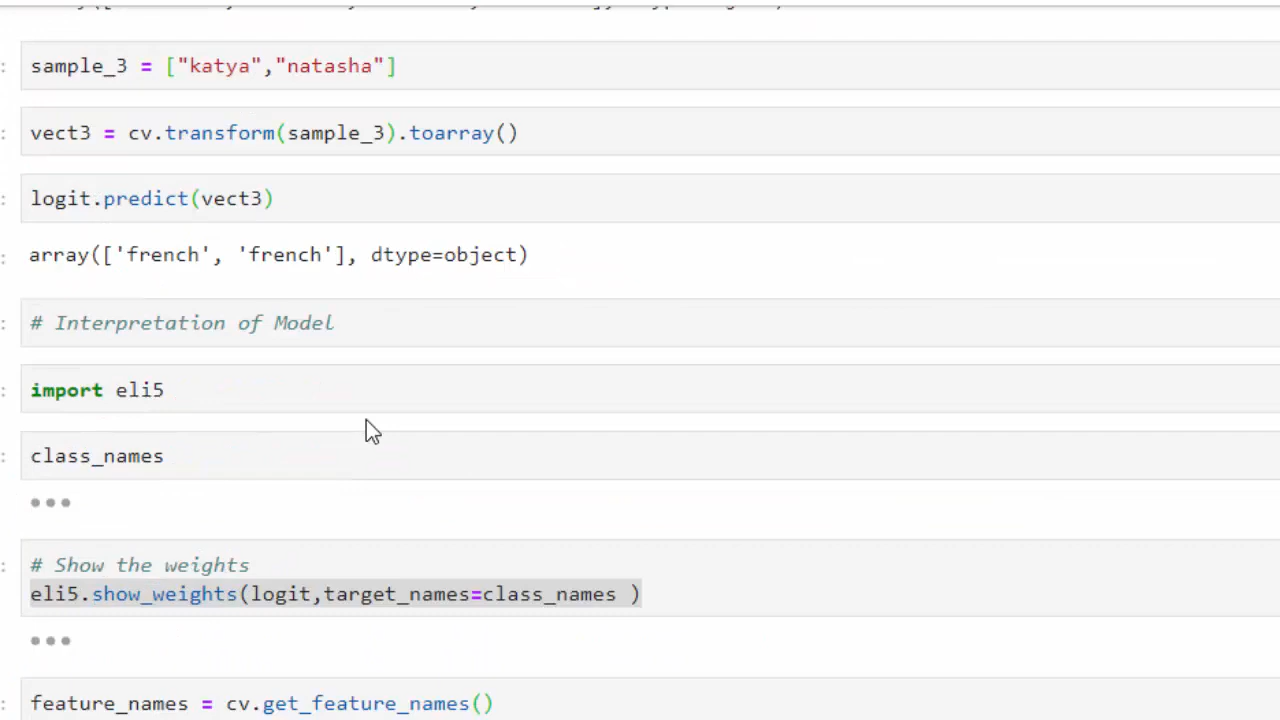 sample_3 = ["katya","natasha"]
vect3 = cv.transform(sample_3).toarray()
logit.predict(vect3)
array(['french', 'french'], dtype=object)
# Interpretation of Model
import eli5
class_names
# Show the weights
eli5.show_weights(logit,target_names=class_names )
feature_names = cv.get_feature_names()